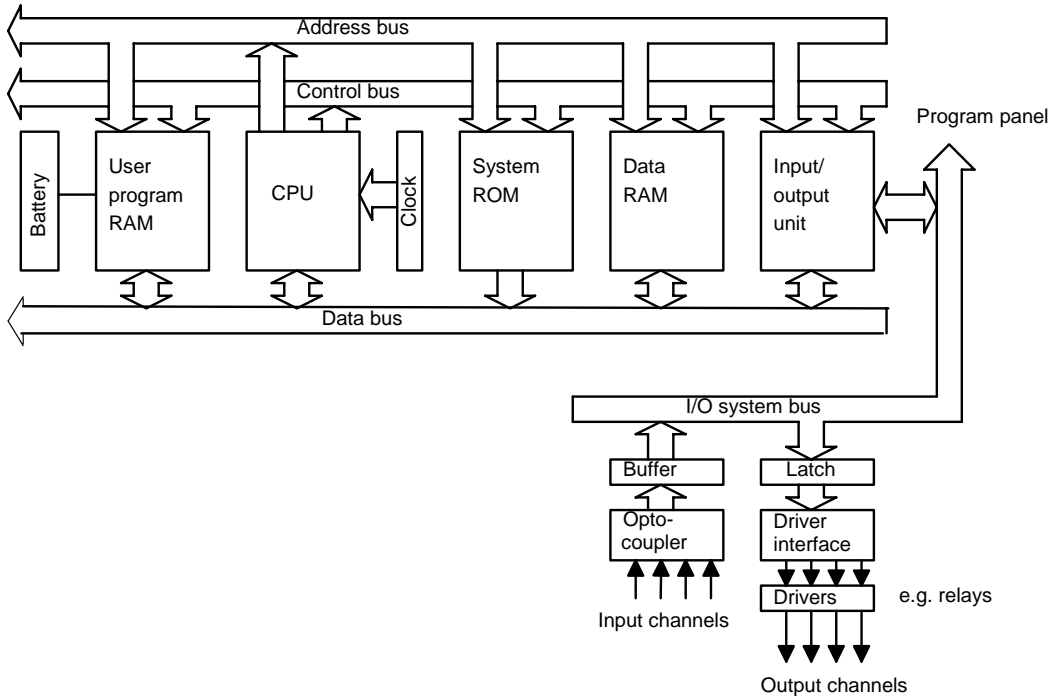 Address bus
Control bus
Program panel
Battery
User
program
RAM
CPU
Clock
System
ROM
Data
RAM
Input/
output
unit
Data bus
I/O system bus
Buffer
Latch
Opto-
coupler
Driver
interface
Drivers
e.g. relays
Input channels
Output channels